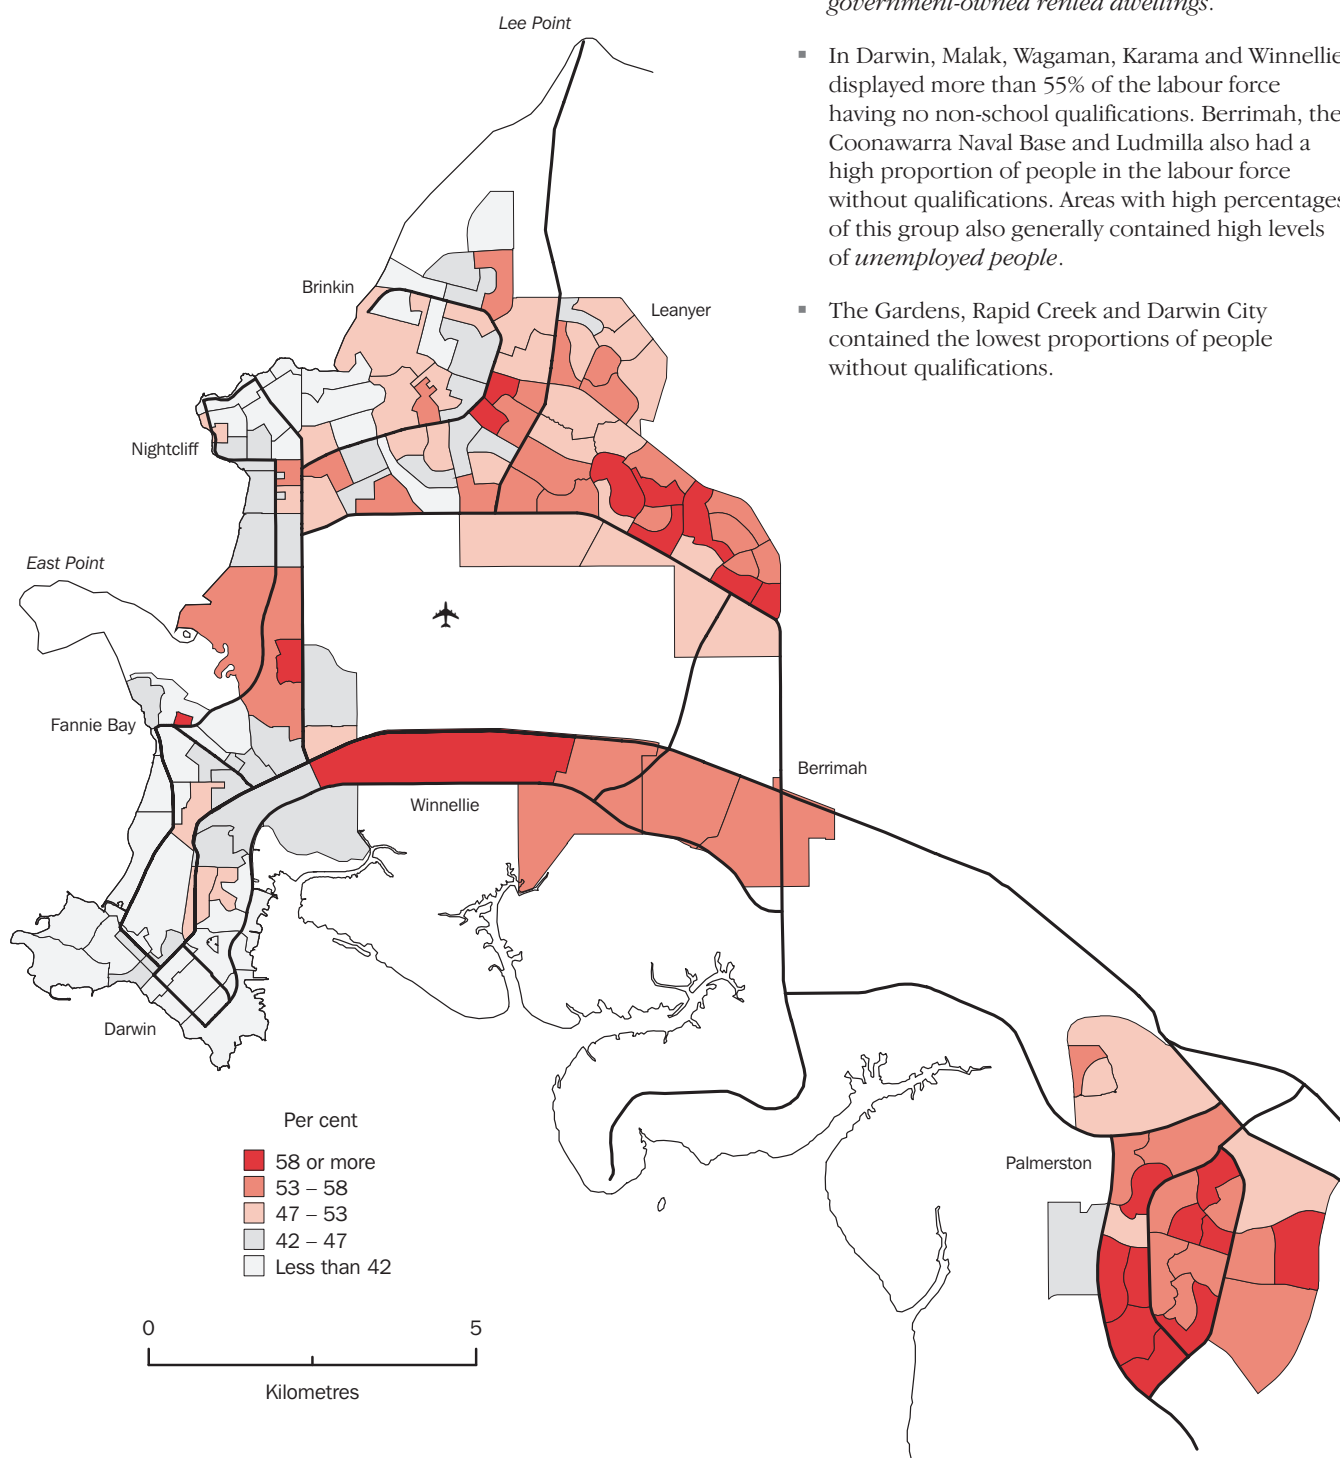 government-owned rented dwellings.
▪ In Darwin, Malak, Wagaman, Karama and Winnellie
displayed more than 55% of the labour force
having no non-school qualifications. Berrimah, the
Coonawarra Naval Base and Ludmilla also had a
high proportion of people in the labour force
without qualifications. Areas with high percentages
of this group also generally contained high levels
of unemployed people.
▪ The Gardens, Rapid Creek and Darwin City
contained the lowest proportions of people
without qualifications.
Lee Point
Brinkin
Leanyer
Nightcliff
East Point
Fannie Bay
Berrimah
Winnellie
Darwin
Palmerston
Per cent
58 or more
53 – 58
47 – 53
42 – 47
Less than 42
0 5
Kilometres